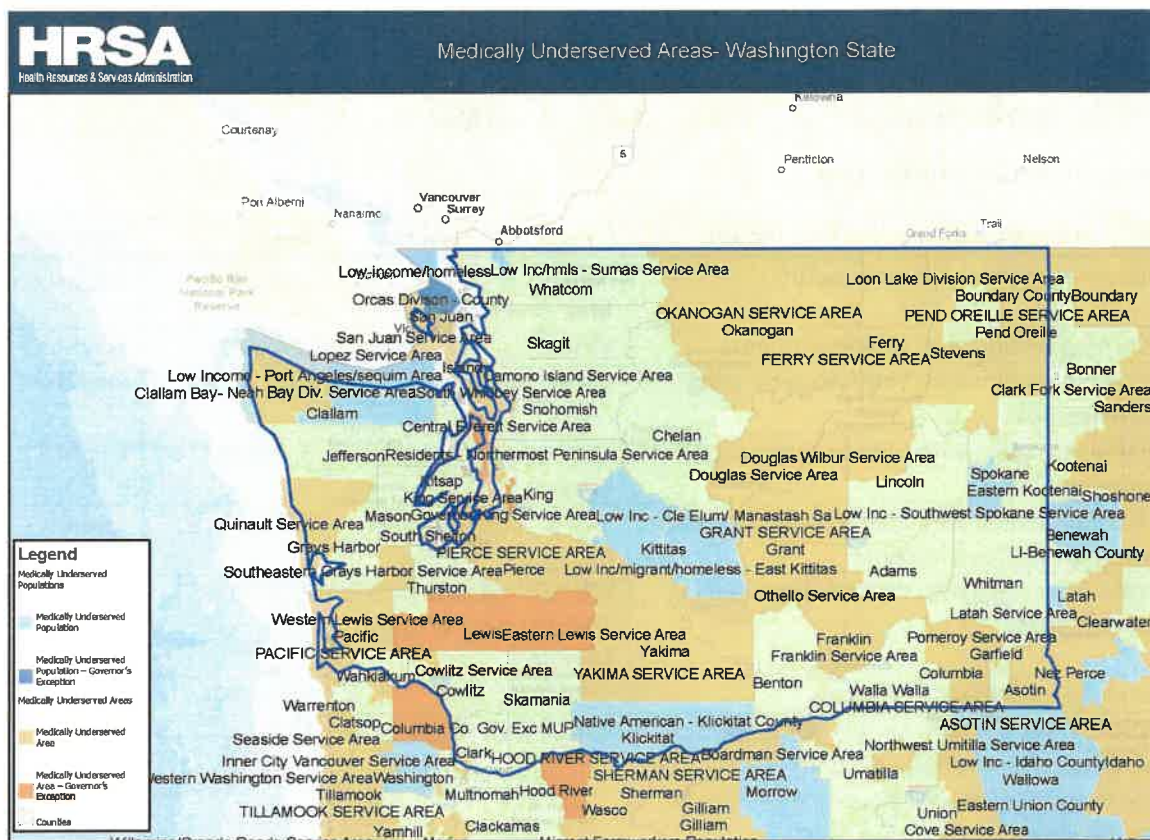 HRSA
Health Resources & Services Administration
Medically Underserved Areas- Washington State
Kelowna
Courtenay
5
Penticton
Nelson
Port Alberni
Nanaimo
Vancouver
Surrey
Abbotsford
Grand Forks
Trail
Pacific Rim
National Park
Reserve
Low-income/homeless
Low Inc/hmls - Sumas Service Area
Whatcom
Loon Lake Division Service Area
Boundary County
Boundary
Orcas Divison - County
San Juan
OKANOGAN SERVICE AREA
Okanogan
PEND OREILLE SERVICE AREA
Pend Oreille
San Juan Service Area
Skagit
Ferry
Stevens
FERRY SERVICE AREA
Lopez Service Area
Island
Low Income - Port Angeles/sequim Area
Camono Island Service Area
Bonner
Clallam Bay- Neah Bay Div. Service Area
South Whidbey Service Area
Clark Fork Service Area
Sanders
Clallam
Snohomish
Central Everett Service Area
Chelan
Jefferson
Residents - Northermost Peninsula Service Area
Douglas Wilbur Service Area
Douglas Service Area
Lincoln
Spokane
Kootenai
Kitsap
King Service Area
King
Eastern Kootenai
Shoshone
Mason
Low Inc - Cle Elum/ Manastash Sa
Low Inc - Southwest Spokane Service Area
Quinault Service Area
South Shelton
GRANT SERVICE AREA
Benewah
Grays Harbor
PIERCE SERVICE AREA
Kittitas
Grant
LI-Benewah County
Southeastern Grays Harbor Service Area
Pierce
Low Inc/migrant/homeless - East Kittitas
Adams
Whitman
Thurston
Othello Service Area
Latah
Western Lewis Service Area
Latah Service Area
Clearwater
Pacific
Lewis
Eastern Lewis Service Area
Franklin
Pomeroy Service Area
PACIFIC SERVICE AREA
Yakima
Franklin Service Area
Garfield
Wahkiakum
Cowlitz Service Area
YAKIMA SERVICE AREA
Columbia
Nez Perce
Cowlitz
Skamania
Benton
Walla Walla
Asotin
Warrenton
COLUMBIA SERVICE AREA
Clatsop
Columbia
Co. Gov. Exc MUP
Native American - Klickitat County
ASOTIN SERVICE AREA
Seaside Service Area
Klickitat
Clark
HOOD RIVER SERVICE AREA
Boardman Service Area
Northwest Umitilla Service Area
Inner City Vancouver Service Area
Low Inc - Idaho County
Idaho
Western Washington Service Area
Washington
SHERMAN SERVICE AREA
Umatilla
Wallowa
Tillamook
Multnomah
Hood River
Sherman
Morrow
TILLAMOOK SERVICE AREA
Wasco
Gilliam
Union
Eastern Union County
Yamhill
Clackamas
Gilliam
Cove Service Area
Legend
Medically Underserved
Populations
Medically Underserved
Population
Medically Underserved
Population – Governor's
Exception
Medically Underserved Areas
Medically Underserved
Area
Medically Underserved
Area – Governor's
Exception
Counties